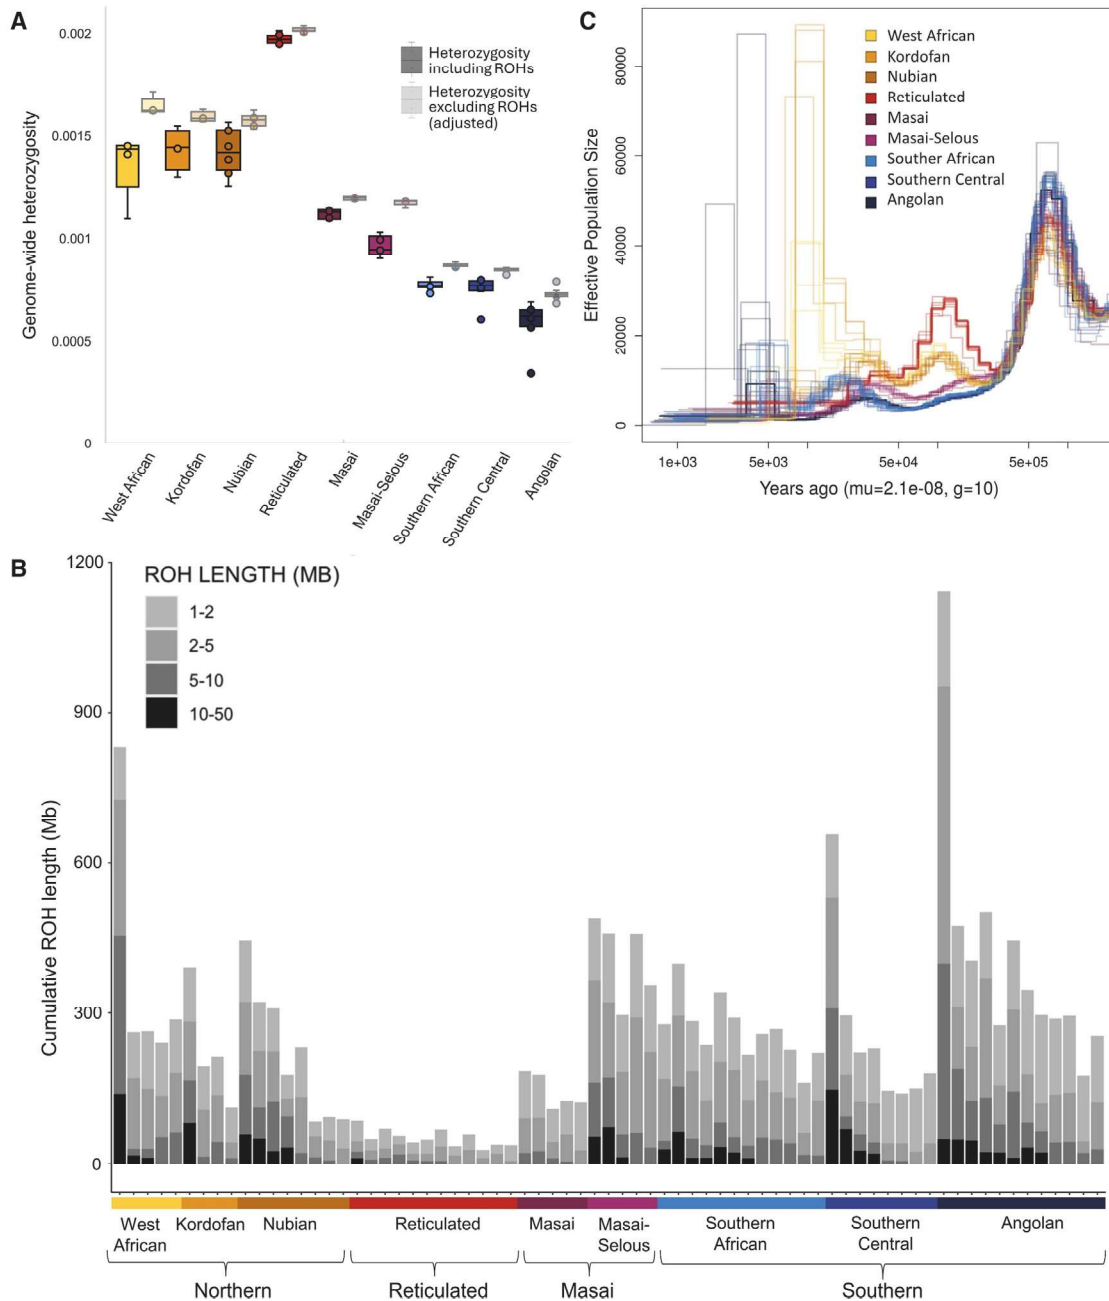 A
0.002
0.0015
0.001
0.0005
0
Genome-wide heterozygosity
Heterozygosity
including ROHs
Heterozygosity
excluding ROHs
(adjusted)
West African
Kordofan
Nubian
Reticulated
Masai
Masai-Selous
Southern African
Southern Central
Angolan
C
80000
60000
40000
20000
0
Effective Population Size
West African
Kordofan
Nubian
Reticulated
Masai
Masai-Selous
Souther African
Southern Central
Angolan
1e+03
5e+03
5e+04
5e+05
Years ago (mu=2.1e-08, g=10)
B
1200
900
600
300
0
Cumulative ROH length (Mb)
ROH LENGTH (MB)
1-2
2-5
5-10
10-50
West
African
Kordofan
Nubian
Reticulated
Masai
Masai-
Selous
Southern
African
Southern
Central
Angolan
Northern
Reticulated
Masai
Southern